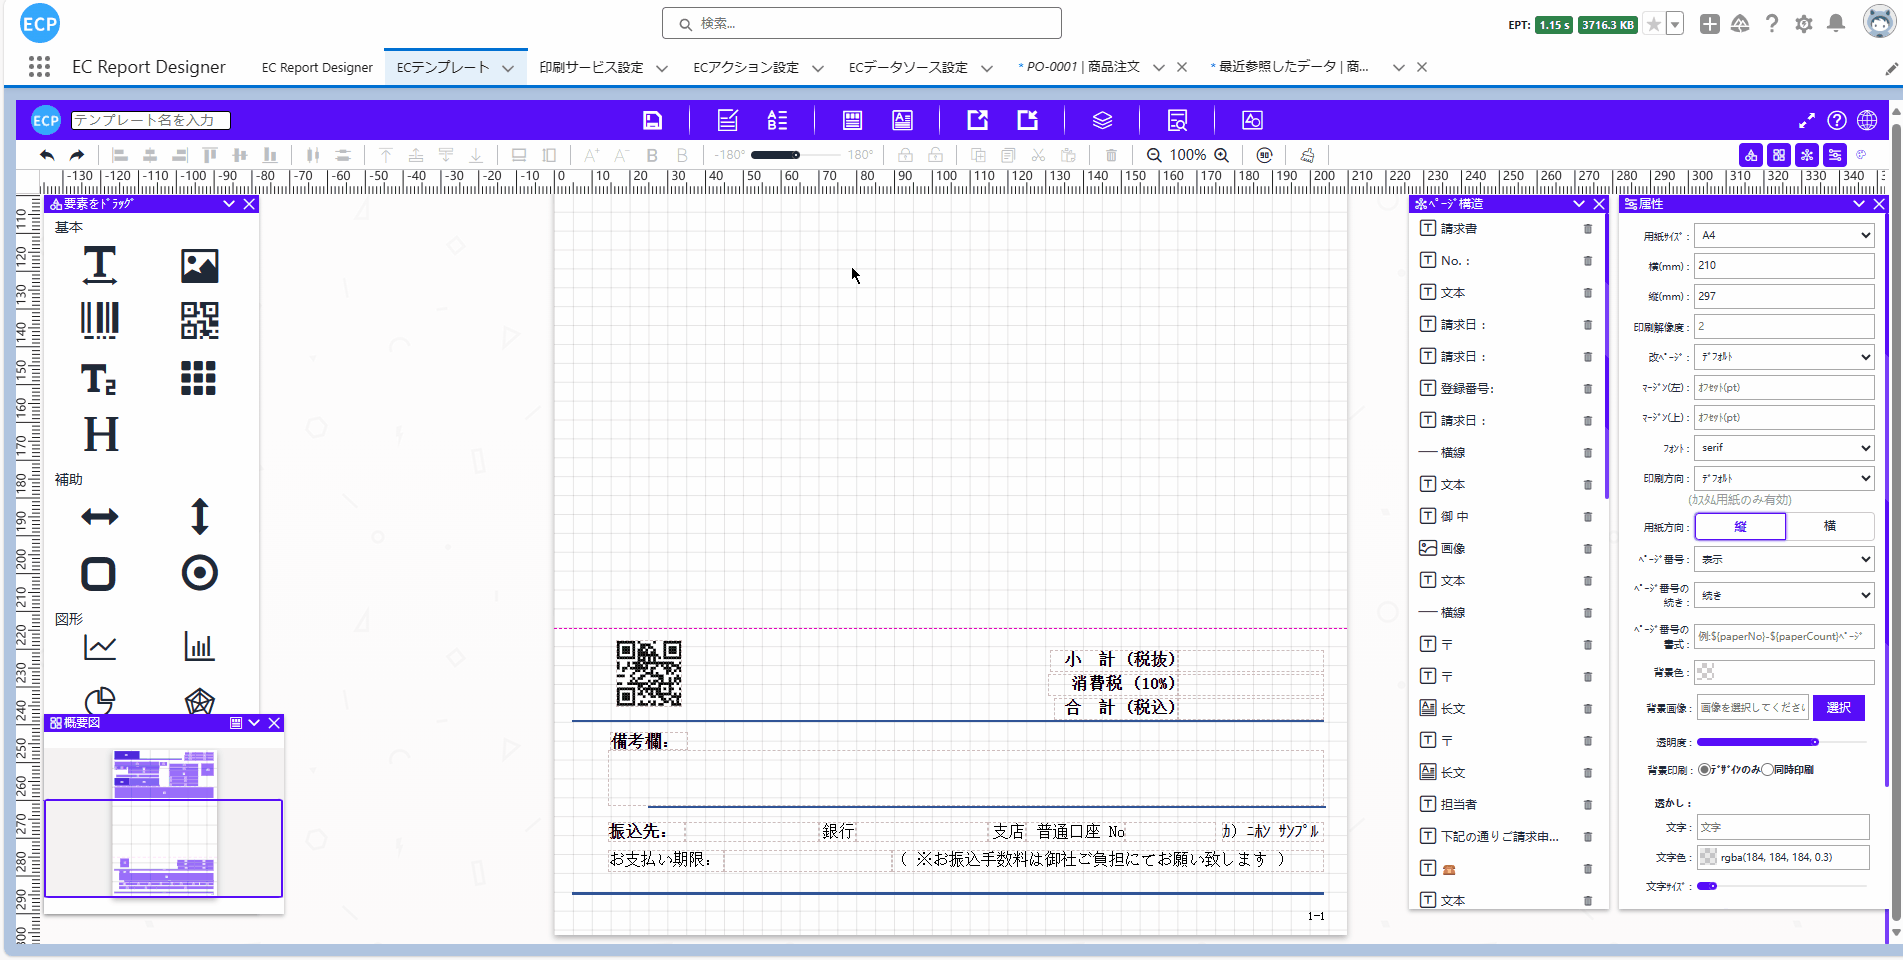 ECP
検索...
EPT: 1.15 s 3716.3 KB
EC Report Designer
EC Report Designer
ECテンプレート
印刷サービス設定
ECアクション設定
ECデータソース設定
* PO-0001 | 商品注文
* 最近参照したデータ | 商...
ECP
テンプレート名を入力
A+ A- B B
-180° 180°
100%
90
-130 -120 -110 -100 -90 -80 -70 -60 -50 -40 -30 -20 -10 0 10 20 30 40 50 60 70 80 90 100 110 120 130 140 150 160 170 180 190 200 210 220 230 240 250 260 270 280 290 300 310 320 330 340
110
120
130
140
150
160
170
180
190
200
210
220
230
240
250
260
270
280
290
300
要素をﾄﾞﾗｯｸﾞ
基本
補助
図形
概要図
小　計（税抜）
消費税（10%）
合　計（税込）
備考欄：
振込先： 銀行 支店 普通口座 No カ）ﾆﾎﾝ ｻﾝﾌﾟﾙ
お支払い期限： （ ※お振込手数料は御社ご負担にてお願い致します ）
1-1
ﾍﾟｰｼﾞ構造
請求書
No.：
文本
請求日：
請求日：
登録番号:
請求日：
横線
文本
御 中
画像
文本
横線
〒
〒
长文
〒
长文
担当者
下記の通りご請求申...
文本
属性
用紙ｻｲｽﾞ： A4
横(mm)： 210
縦(mm)： 297
印刷解像度： 2
改ﾍﾟｰｼﾞ： ﾃﾞﾌｫﾙﾄ
ﾏｰｼﾞﾝ(左)： ｵﾌｾｯﾄ(pt)
ﾏｰｼﾞﾝ(上)： ｵﾌｾｯﾄ(pt)
ﾌｫﾝﾄ： serif
印刷方向： ﾃﾞﾌｫﾙﾄ
(ｶｽﾀﾑ用紙のみ有効)
用紙方向： 縦 横
ﾍﾟｰｼﾞ番号： 表示
ﾍﾟｰｼﾞ番号の続き： 続き
ﾍﾟｰｼﾞ番号の書式： 例:${paperNo}-${paperCount}ﾍﾟｰｼﾞ
背景色：
背景画像： 画像を選択してください 選択
透明度：
背景印刷： ﾃﾞｻﾞｲﾝのみ 同時印刷
透かし：
文字： 文字
文字色： rgba(184, 184, 184, 0.3)
文字ｻｲｽﾞ：